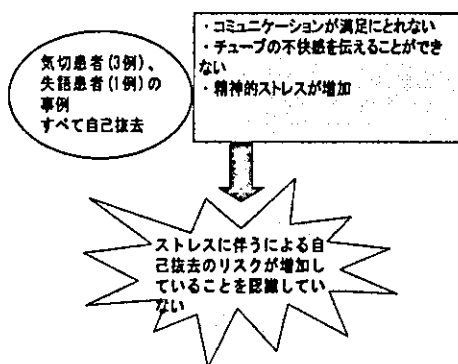 気切患者(3例)、
失語患者(1例)の
事例
すべて自己抜去
・コミュニケーションが満足にとれない
・チューブの不快感を伝えることができ
ない
・精神的ストレスが増加
ストレスに伴うによる自
己抜去のリスクが増加し
ていることを認識してい
ない